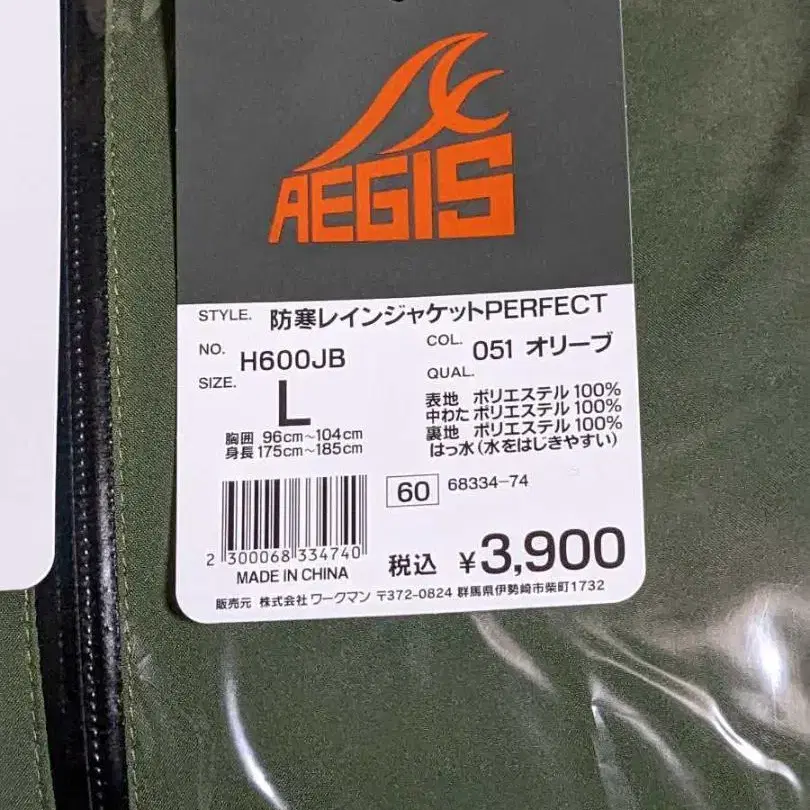 AEGIS
STYLE. 防寒レインジャケットPERFECT
NO. H600JB
COL. 051 オリーブ
SIZE. L
胸囲 96cm~104cm
身長 175cm~185cm
QUAL.
表地 ポリエステル 100%
中わた ポリエステル 100%
裏地 ポリエステル 100%
はっ水(水をはじきやすい)
60 68334-74
2 300068 334740
MADE IN CHINA
税込 ¥3,900
販売元 株式会社 ワークマン 〒372-0824 群馬県伊勢崎市柴町1732